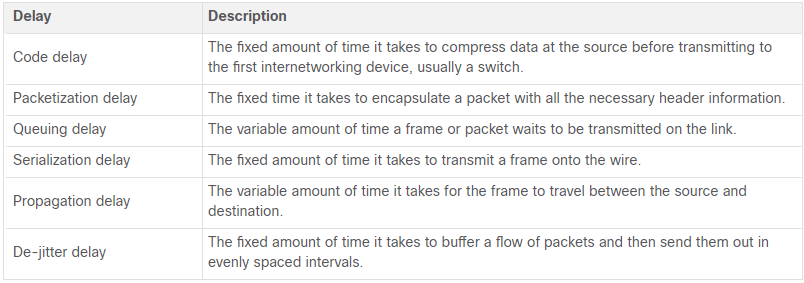 Delay Description
Code delay The fixed amount of time it takes to compress data at the source before transmitting to
the first internetworking device, usually a switch.
Packetization delay The fixed time it takes to encapsulate a packet with all the necessary header information.
Queuing delay The variable amount of time a frame or packet waits to be transmitted on the link.
Serialization delay The fixed amount of time it takes to transmit a frame onto the wire.
Propagation delay The variable amount of time it takes for the frame to travel between the source and
destination.
De-jitter delay The fixed amount of time it takes to buffer a flow of packets and then send them out in
evenly spaced intervals.